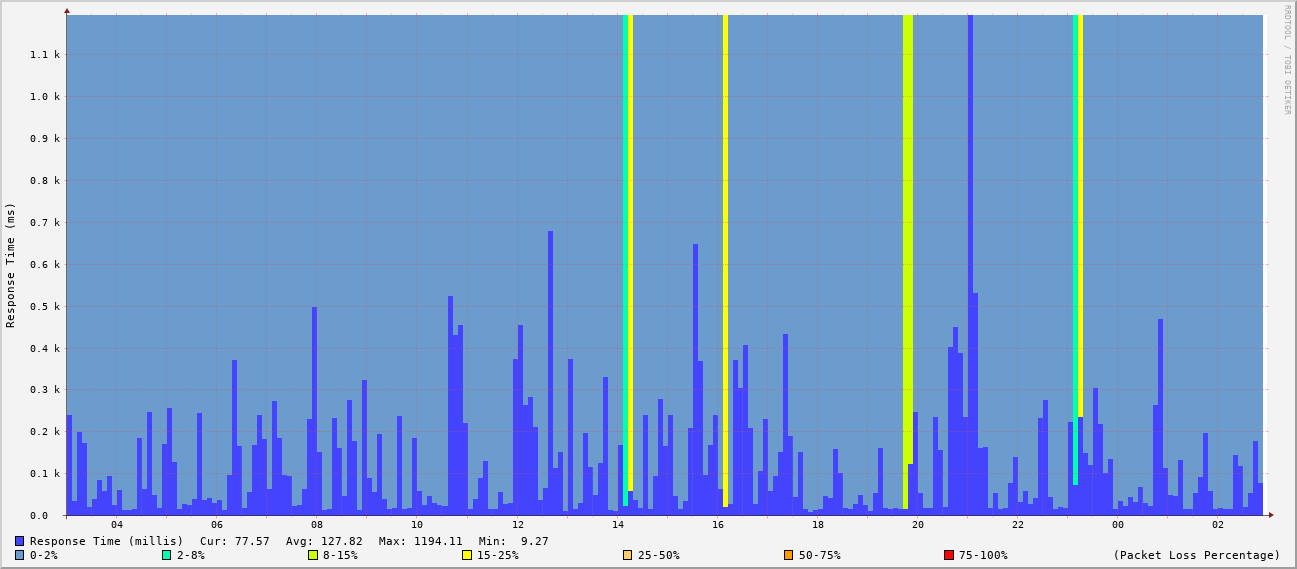 RRDTOOL / TOBI OETIKER
Response Time (ms)
1.1 k
1.0 k
0.9 k
0.8 k
0.7 k
0.6 k
0.5 k
0.4 k
0.3 k
0.2 k
0.1 k
0.0
04 06 08 10 12 14 16 18 20 22 00 02
Response Time (millis) Cur: 77.57 Avg: 127.82 Max: 1194.11 Min: 9.27
0-2% 2-8% 8-15% 15-25% 25-50% 50-75% 75-100% (Packet Loss Percentage)